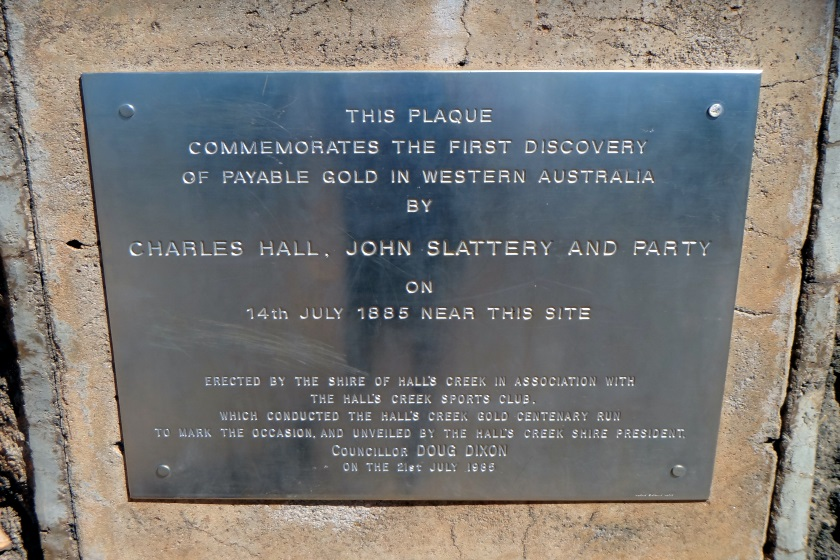 THIS PLAQUE
COMMEMORATES THE FIRST DISCOVERY
OF PAYABLE GOLD IN WESTERN AUSTRALIA
BY
CHARLES HALL, JOHN SLATTERY AND PARTY
ON
14th JULY 1885 NEAR THIS SITE
ERECTED BY THE SHIRE OF HALL'S CREEK IN ASSOCIATION WITH
THE HALL'S CREEK SPORTS CLUB.
WHICH CONDUCTED THE HALL'S CREEK GOLD CENTENARY RUN
TO MARK THE OCCASION, AND UNVEILED BY THE HALL'S CREEK SHIRE PRESIDENT,
COUNCILLOR DOUG DIXON
ON THE 21st JULY 1985